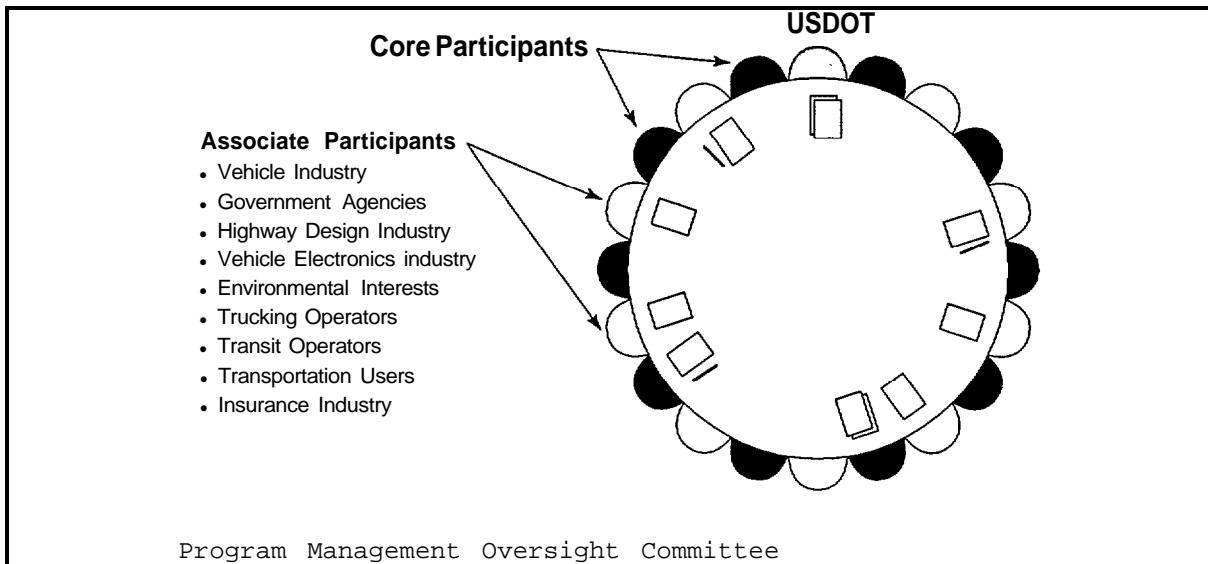 USDOT
Core Participants
Associate Participants
• Vehicle Industry
• Government Agencies
• Highway Design Industry
• Vehicle Electronics industry
• Environmental Interests
• Trucking Operators
• Transit Operators
• Transportation Users
• Insurance Industry
Program Management Oversight Committee